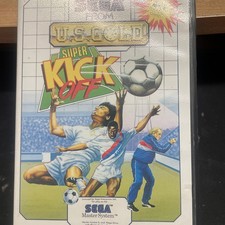 SEGA
FROM
U.S. GOLD
SUPER
KICK
OFF
SEGA
Master System